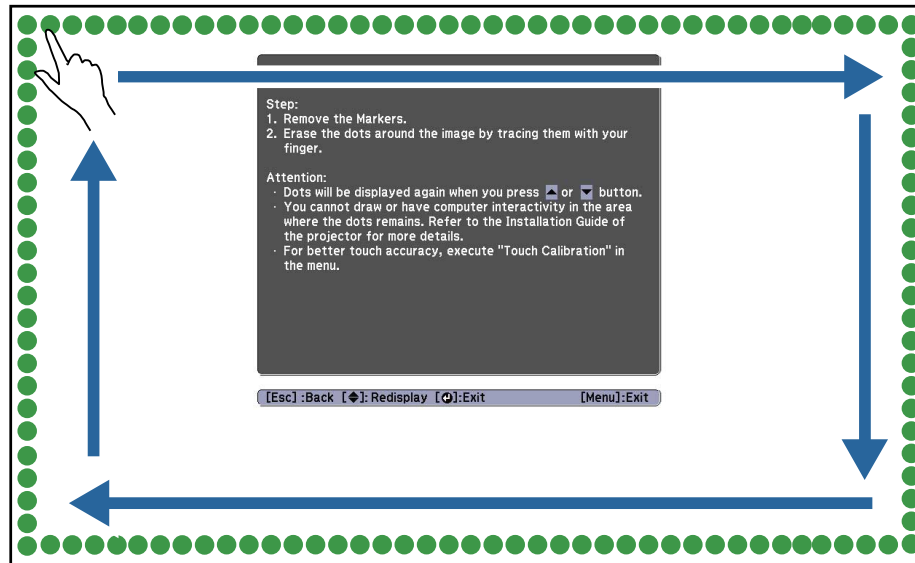 Step:
1. Remove the Markers.
2. Erase the dots around the image by tracing them with your
finger.
Attention:
· Dots will be displayed again when you press ▲ or ▼ button.
· You cannot draw or have computer interactivity in the area
where the dots remains. Refer to the Installation Guide of
the projector for more details.
· For better touch accuracy, execute "Touch Calibration" in
the menu.
[Esc] :Back [◆]: Redisplay [↵]:Exit [Menu]:Exit